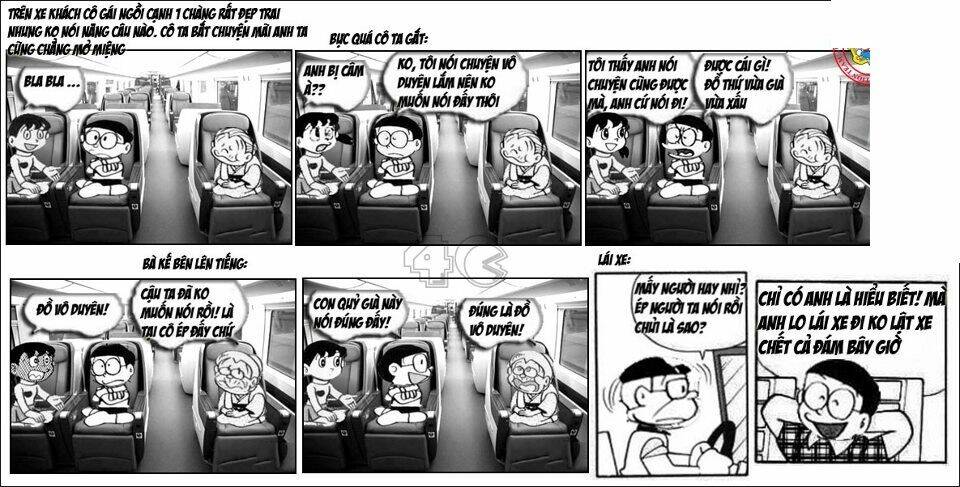 TRÊN XE KHÁCH CÔ GÁI NGỒI CẠNH 1 CHÀNG RẤT ĐẸP TRAI
NHƯNG KO NÓI NĂNG CÂU NÀO. CÔ TA BẮT CHUYỆN MÃI ANH TA
CŨNG CHẲNG MỞ MIỆNG
BLA BLA ...
BỰC QUÁ CÔ TA GẮT:
ANH BỊ CÂM
À??
KO, TÔI NÓI CHUYỆN VÔ
DUYÊN LẮM NÊN KO
MUỐN NÓI ĐẤY THÔI
TÔI THẤY ANH NÓI
CHUYỆN CŨNG ĐƯỢC
MÀ, ANH CỨ NÓI ĐI!
ĐƯỢC CÁI GÌ!
ĐỒ THÚ VỪA GIÀ
VỪA XẤU
BÀ KẾ BÊN LÊN TIẾNG:
ĐỒ VÔ DUYÊN!
CẬU TA ĐÃ KO
MUỐN NÓI RỒI! LÀ
TẠI CÔ ÉP ĐẤY CHỨ
CON QUỶ GIÀ NÀY
NÓI ĐÚNG ĐẤY!
ĐÚNG LÀ ĐỒ
VÔ DUYÊN!
LÁI XE:
MẤY NGƯỜI HAY NHỈ?
ÉP NGƯỜI TA NÓI RỒI
CHỬI LÀ SAO?
CHỈ CÓ ANH LÀ HIỂU BIẾT! MÀ
ANH LO LÁI XE ĐI KO LẬT XE
CHẾT CẢ ĐÁM BÂY GIỜ